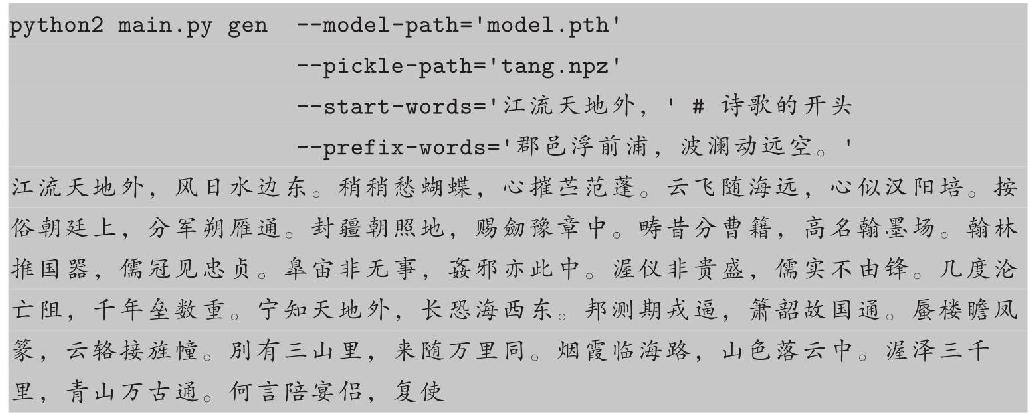 python2 main.py gen --model-path='model.pth'
--pickle-path='tang.npz'
--start-words='江流天地外，' # 诗歌的开头
--prefix-words='郡邑浮前浦，波澜动远空。'
江流天地外，风日水边东。稍稍愁蝴蝶，心摧苎范蓬。云飞随海远，心似汉阳培。按
俗朝廷上，分军朔雁通。封疆朝照地，赐劒豫章中。畴昔分曹籍，高名翰墨场。翰林
推国器，儒冠见忠贞。皐宙非无事，姦邪亦此中。渥仪非贵盛，儒实不由锋。几度沦
亡阻，千年垒数重。宁知天地外，长恐海西东。邦测期戎逼，箫韶故国通。蜃楼瞻凤
篆，云辂接旌幢。别有三山里，来随万里同。烟霞临海路，山色落云中。渥泽三千
里，青山万古通。何言陪宴侣，复使